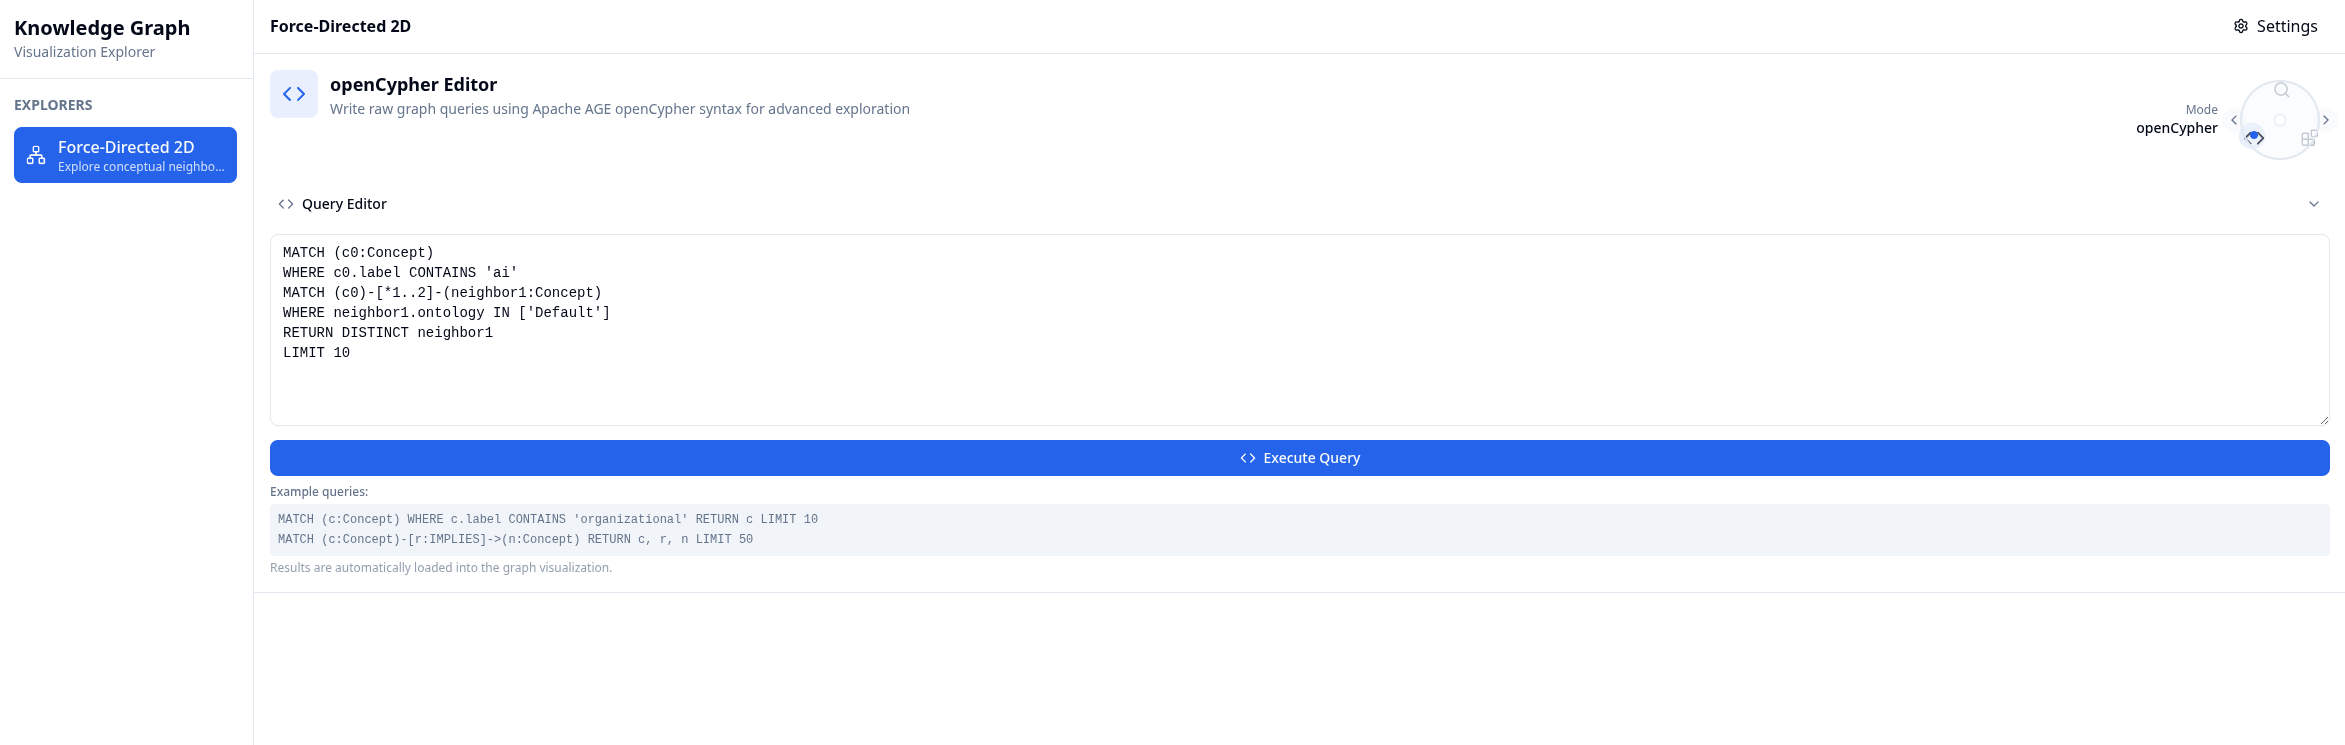 Knowledge Graph
Visualization Explorer
EXPLORERS
Force-Directed 2D
Explore conceptual neighbo...
Force-Directed 2D
Settings
openCypher Editor
Write raw graph queries using Apache AGE openCypher syntax for advanced exploration
Mode
openCypher
Query Editor
MATCH (c0:Concept)
WHERE c0.label CONTAINS 'ai'
MATCH (c0)-[*1..2]-(neighbor1:Concept)
WHERE neighbor1.ontology IN ['Default']
RETURN DISTINCT neighbor1
LIMIT 10
Execute Query
Example queries:
MATCH (c:Concept) WHERE c.label CONTAINS 'organizational' RETURN c LIMIT 10
MATCH (c:Concept)-[r:IMPLIES]->(n:Concept) RETURN c, r, n LIMIT 50
Results are automatically loaded into the graph visualization.